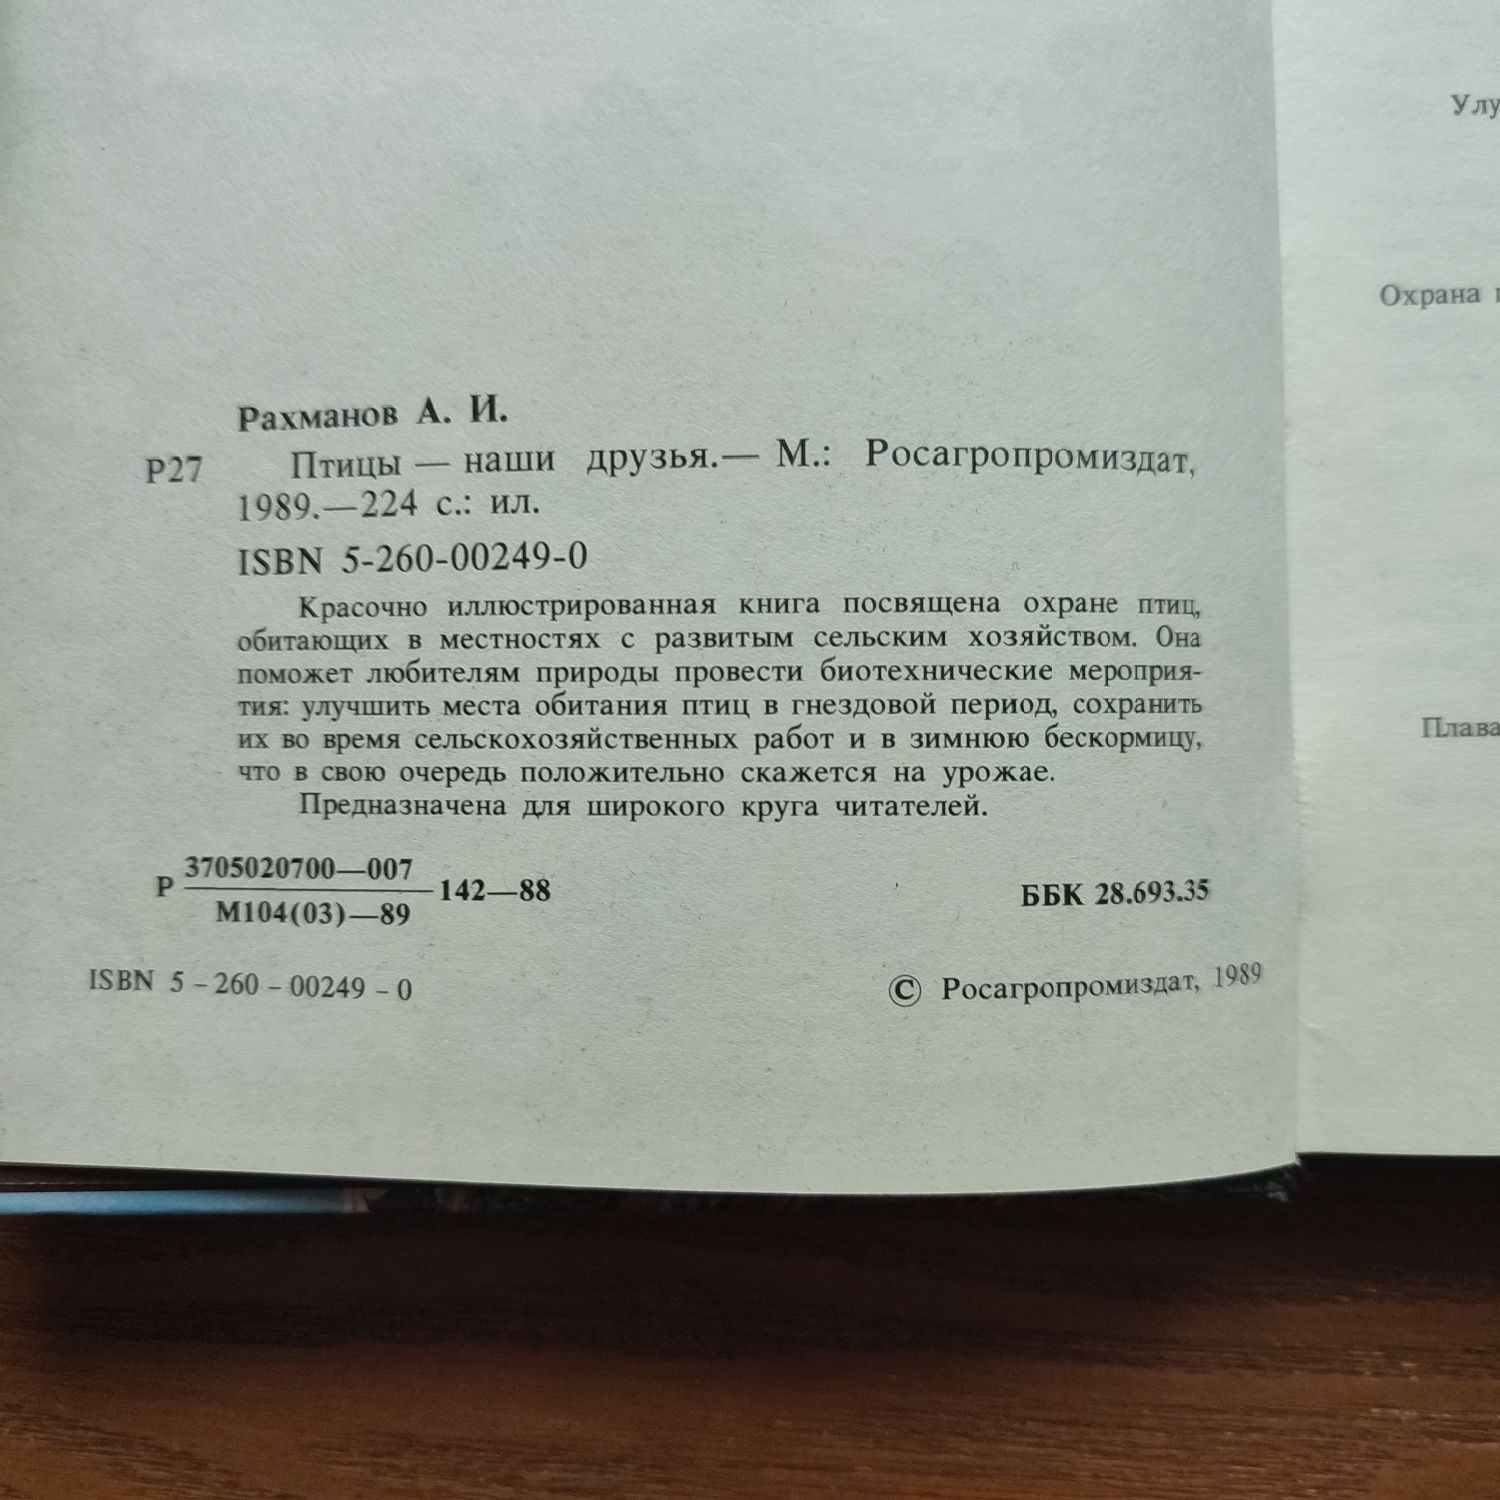 Рахманов А. И.
Р27 Птицы — наши друзья.— М.: Росагропромиздат,
1989.—224 с.: ил.
ISBN 5-260-00249-0
Красочно иллюстрированная книга посвящена охране птиц,
обитающих в местностях с развитым сельским хозяйством. Она
поможет любителям природы провести биотехнические мероприя-
тия: улучшить места обитания птиц в гнездовой период, сохранить
их во время сельскохозяйственных работ и в зимнюю бескормицу,
что в свою очередь положительно скажется на урожае.
Предназначена для широкого круга читателей.
Р 3705020700—007
М104(03)—89
142—88
ББК 28.693.35
ISBN 5 – 260 – 00249 – 0
© Росагропромиздат, 1989
Охрана